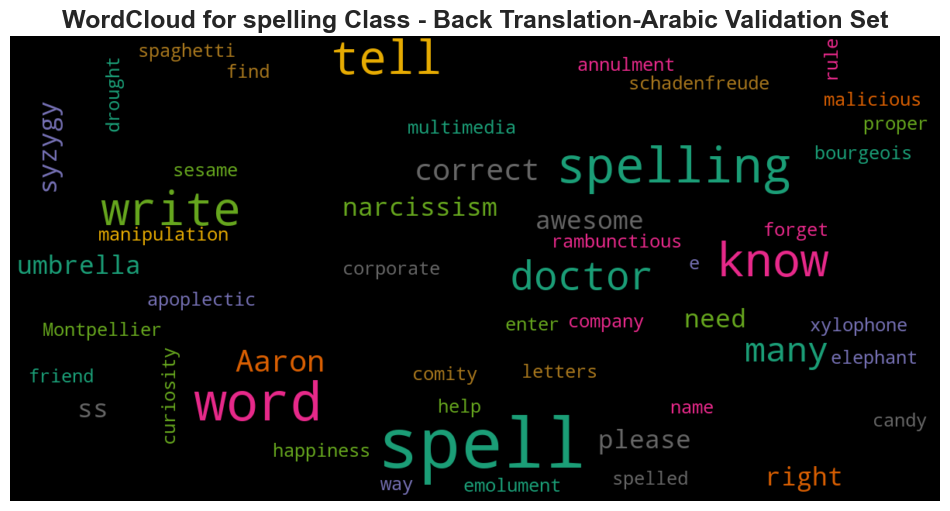 WordCloud for spelling Class - Back Translation-Arabic Validation Set
spaghetti
tell
rule
drought
find
annulment
schadenfreude
malicious
syzygy
multimedia
proper
bourgeois
sesame
correct
spelling
write
narcissism
awesome
manipulation
rambunctious
forget
umbrella
corporate
doctor
e
know
apoplectic
Montpellier
enter
company
need
xylophone
many
elephant
friend
curiosity
Aaron
comity
letters
ss
word
help
name
candy
happiness
spell
please
way
emolument
spelled
right